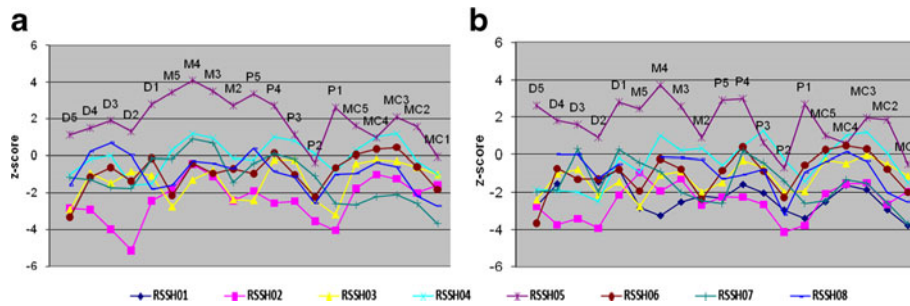 a
b
z-score
6
4
2
0
-2
-4
-6
D5 D4 D3 D2 D1 M5 M4 M3 M2 P5 P4 P3 P2 P1 MC5 MC4 MC3 MC2 MC1
z-score
6
4
2
0
-2
-4
-6
D5 D4 D3 D2 D1 M5 M4 M3 M2 P5 P4 P3 P2 P1 MC5 MC4 MC3 MC2
RSSH01 RSSH02 RSSH03 RSSH04 RSSH05 RSSH06 RSSH07 RSSH08